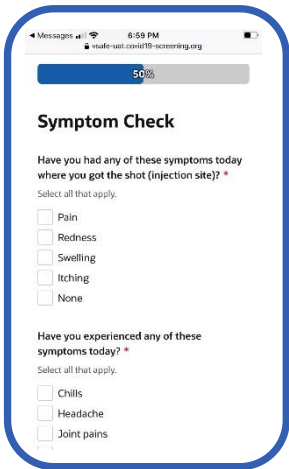 Messages 6:59 PM
vsafe-uat.covid19-screening.org
50%
Symptom Check
Have you had any of these symptoms today
where you got the shot (injection site)? *
Select all that apply.
Pain
Redness
Swelling
Itching
None
Have you experienced any of these
symptoms today? *
Select all that apply.
Chills
Headache
Joint pains